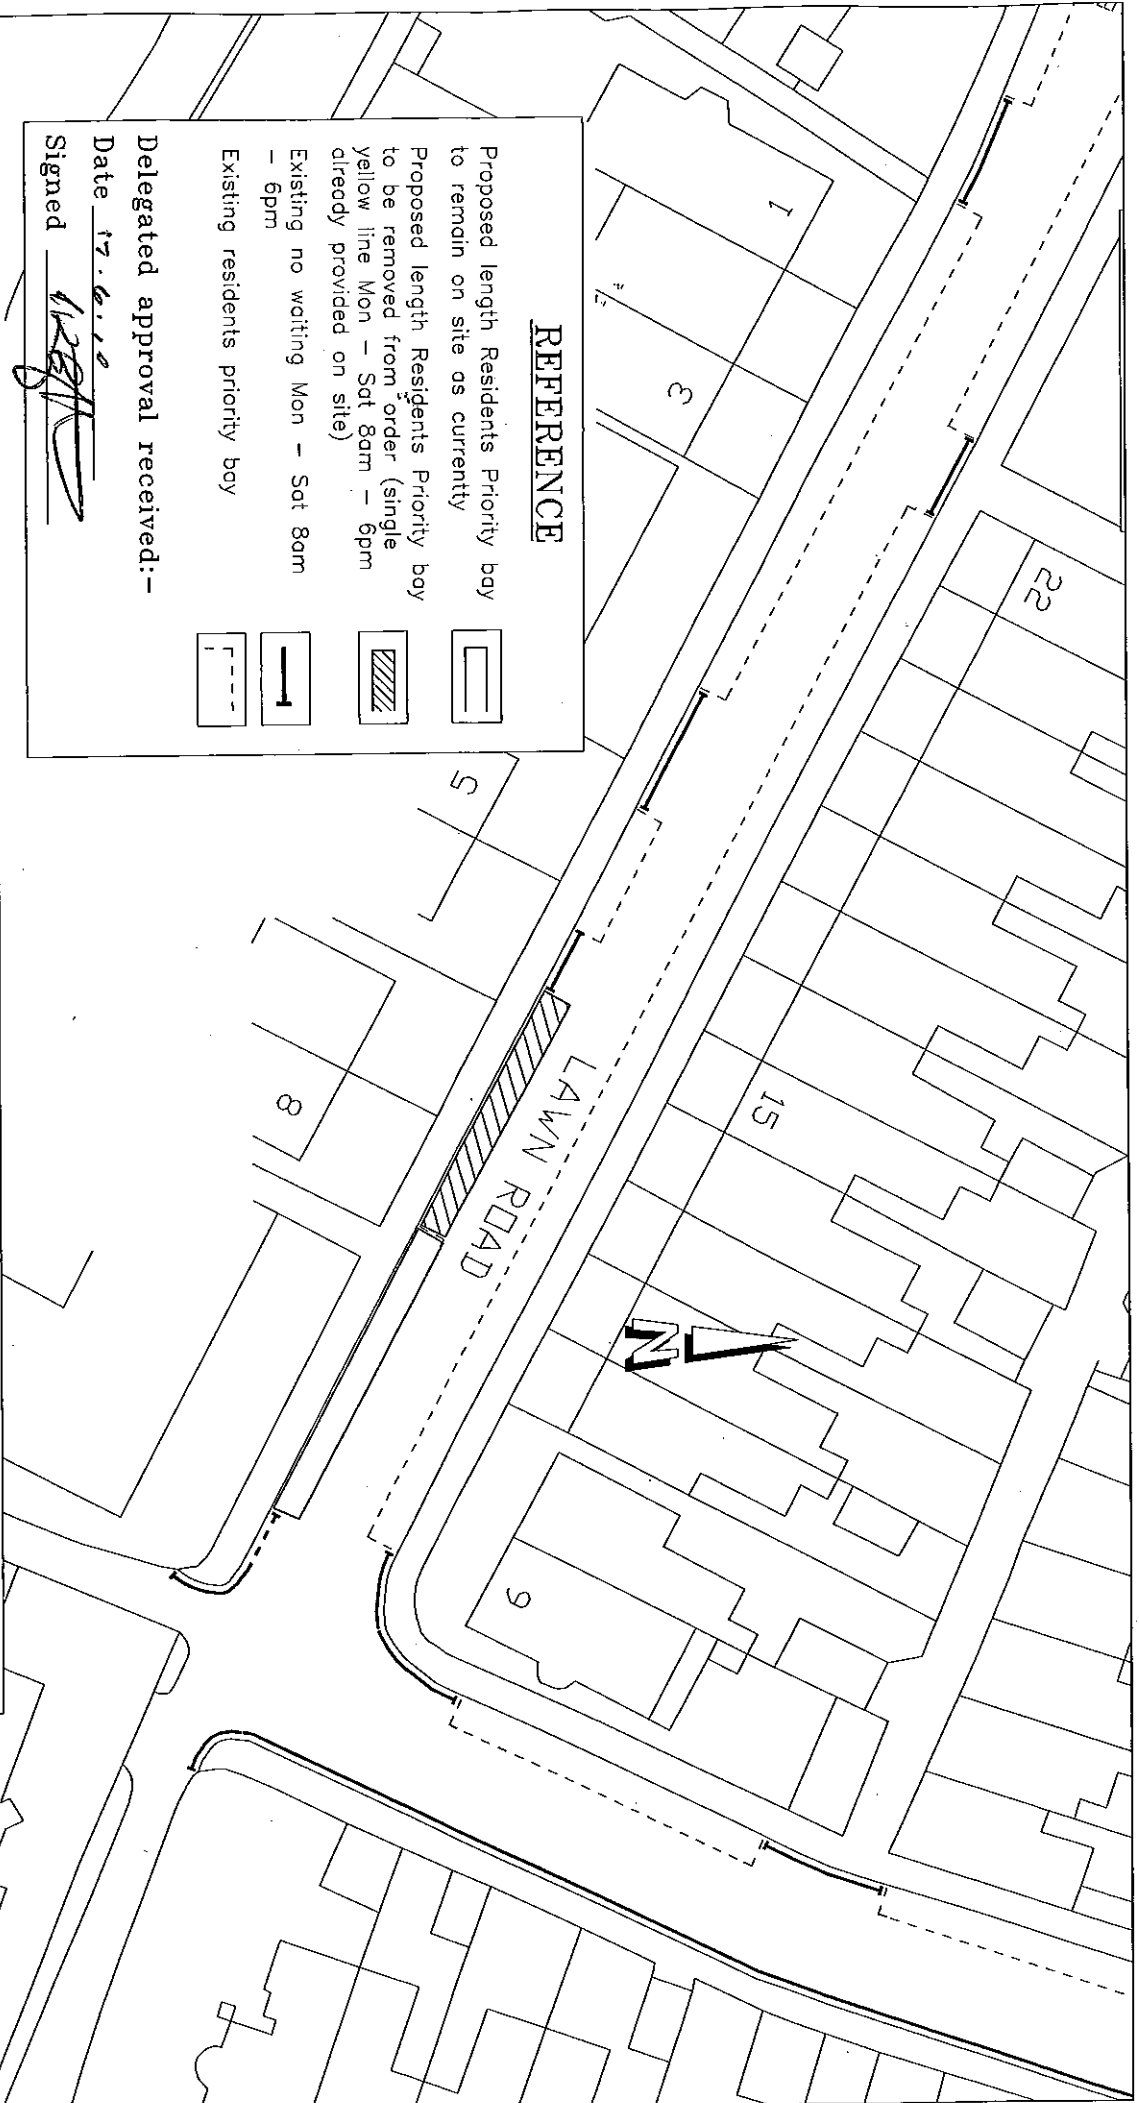 REFERENCE
Proposed length Residents Priority bay
to remain on site as currentty
Proposed length Residents Priority bay
to be removed from order (single
yellow line Mon - Sat 8am - 6pm
already provided on site)
Existing no waiting Mon - Sat 8am
- 6pm
Existing residents priority bay
Delegated approval received:-
Date 17.6.10
Signed
1
3
5
8
22
15
9
LAWN ROAD
N